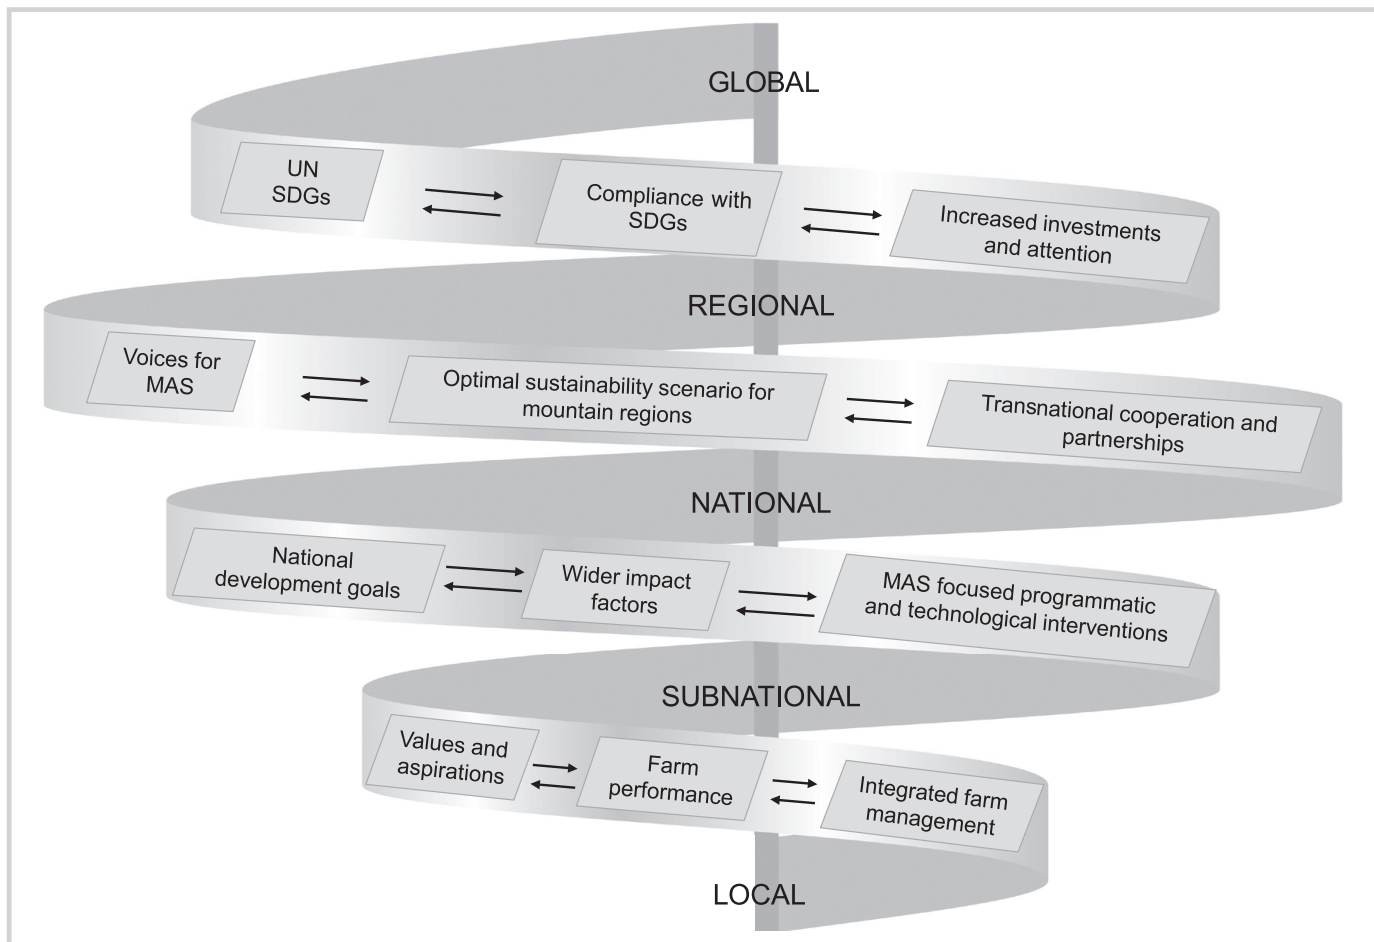 GLOBAL
UN
SDGs
Compliance with
SDGs
Increased investments
and attention
REGIONAL
Voices for
MAS
Optimal sustainability scenario for
mountain regions
Transnational cooperation and
partnerships
NATIONAL
National
development goals
Wider impact
factors
MAS focused programmatic
and technological interventions
SUBNATIONAL
Values and
aspirations
Farm
performance
Integrated farm
management
LOCAL